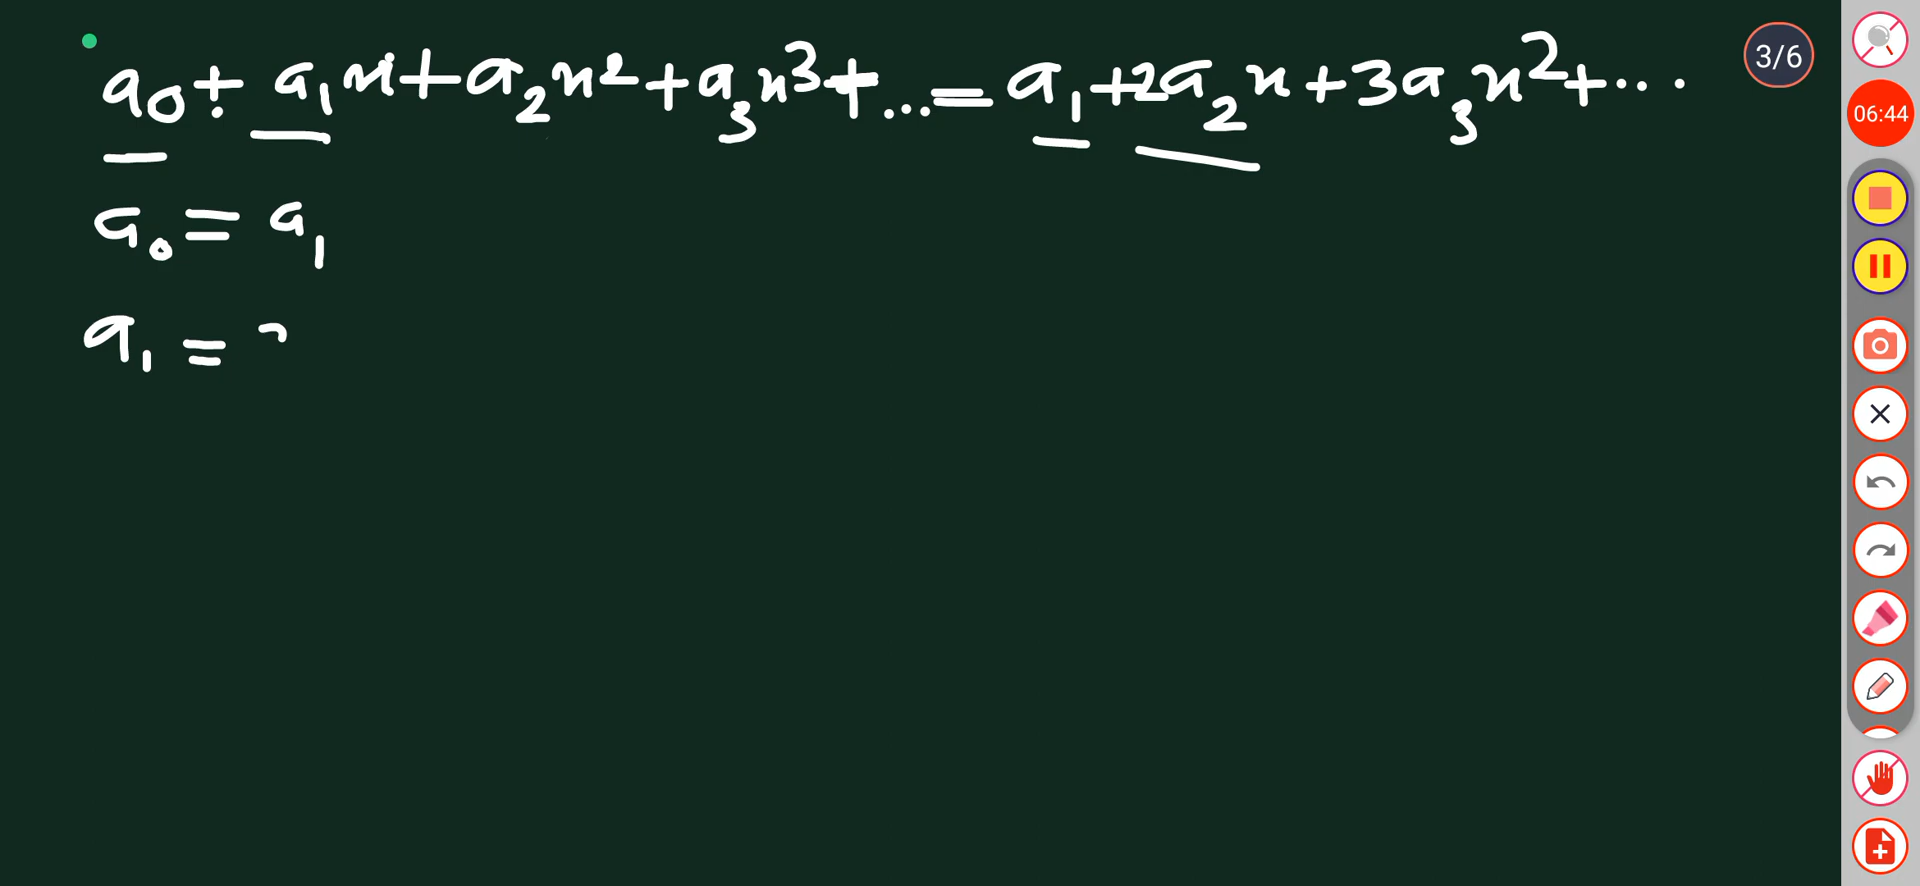 a₀ + a₁x + a₂x² + a₃x³ + ... = a₁ + 2a₂x + 3a₃x² + ...
3/6
06:44
a₀ = a₁
a₁ =